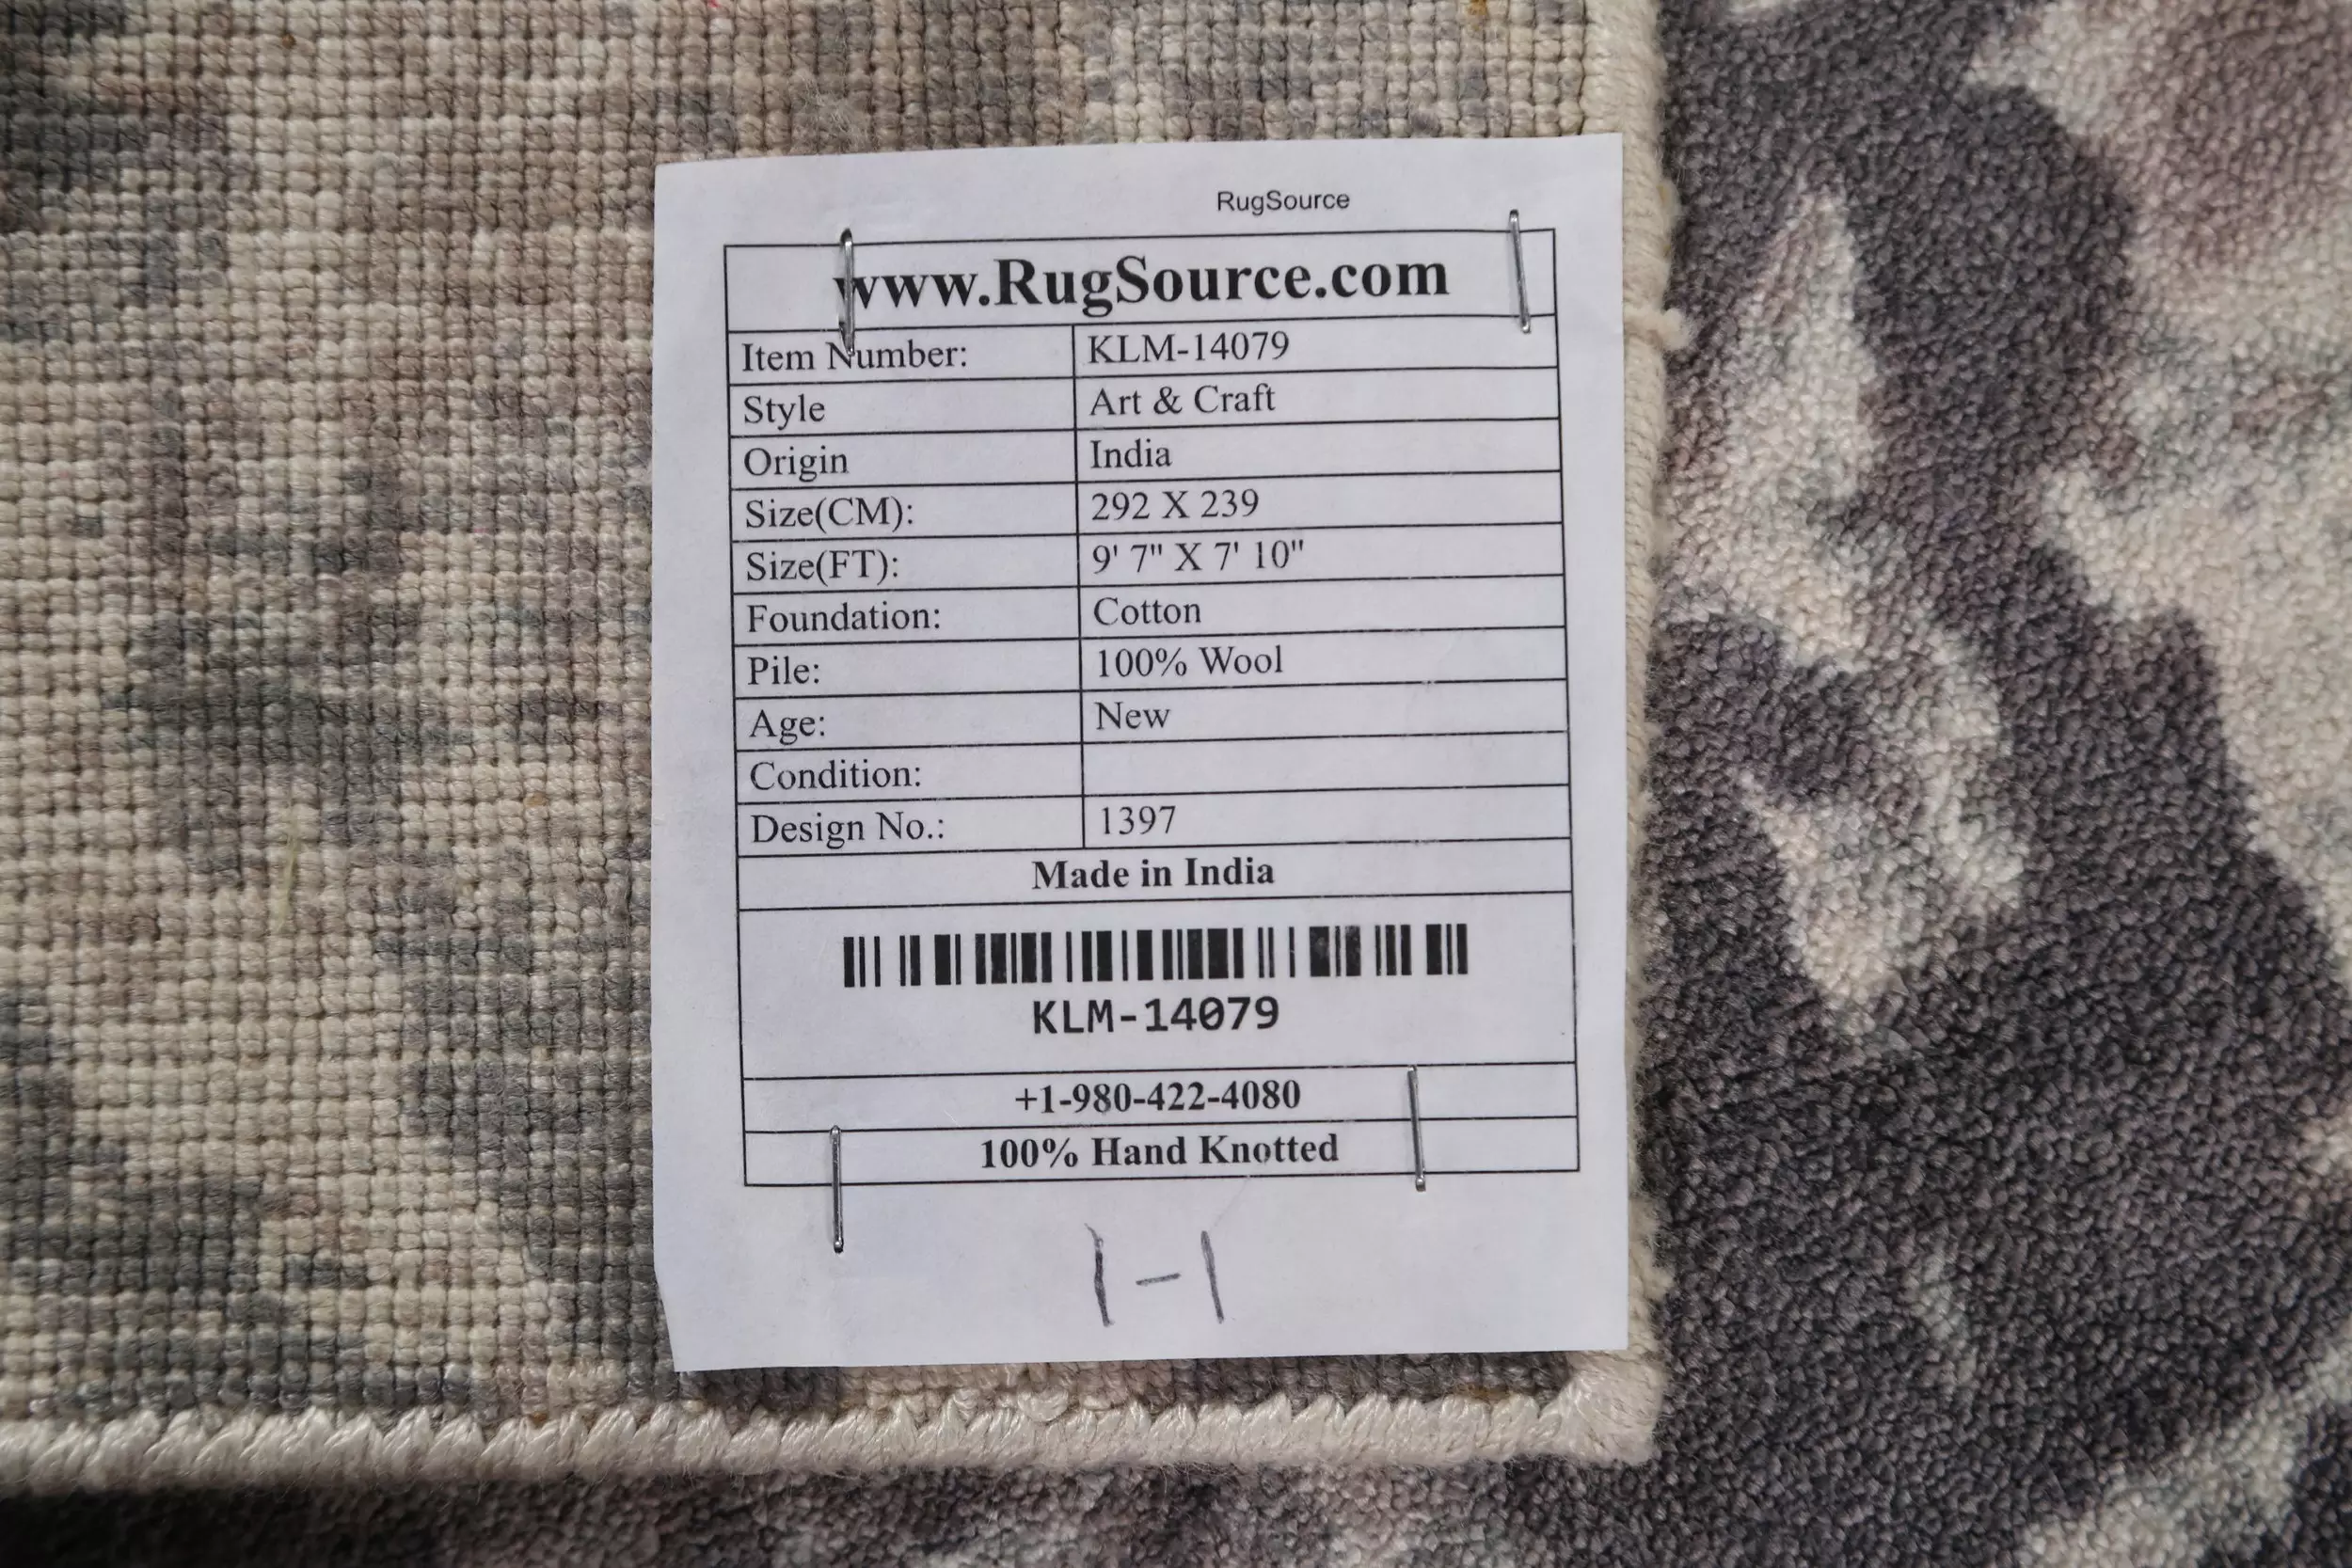 RugSource
www.RugSource.com
Item Number: KLM-14079
Style Art & Craft
Origin India
Size(CM): 292 X 239
Size(FT): 9' 7" X 7' 10"
Foundation: Cotton
Pile: 100% Wool
Age: New
Condition:
Design No.: 1397
Made in India
KLM-14079
+1-980-422-4080
100% Hand Knotted
1-1